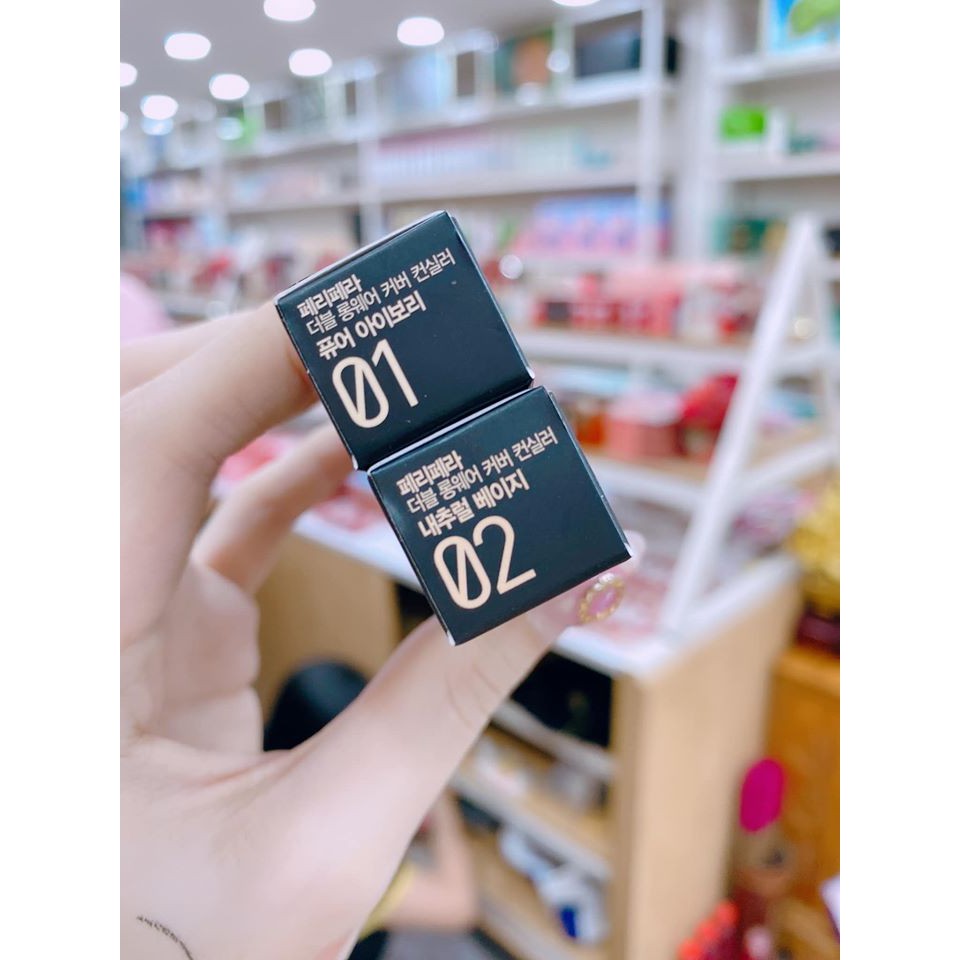 페리페라
더블 롱웨어 커버 컨실러
퓨어 아이보리
01
페리페라
더블 롱웨어 커버 컨실러
내추럴 베이지
02